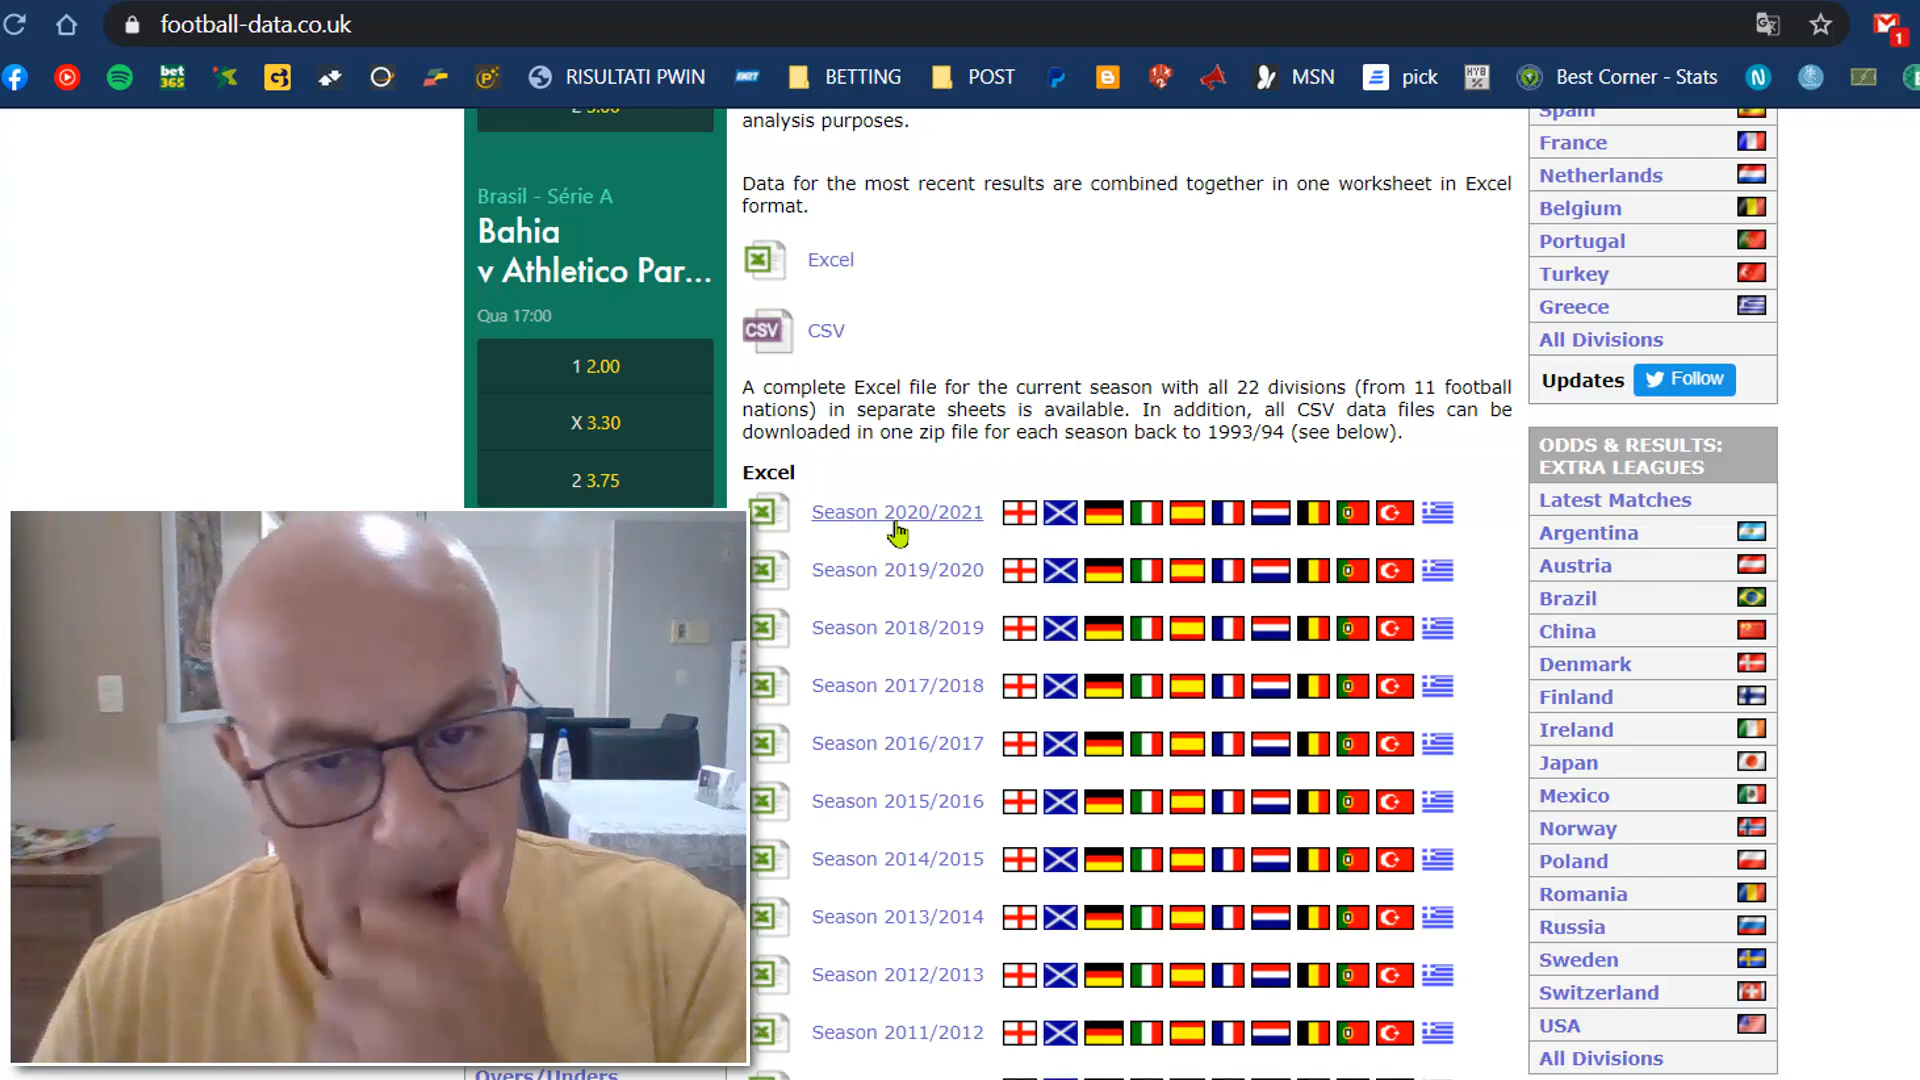 football-data.co.uk
1
bet365
RISULTATI PWIN
BETTING
POST
MSN
pick
HYB
Best Corner - Stats
analysis purposes.
Data for the most recent results are combined together in one worksheet in Excel
format.
Excel
CSV
CSV
A complete Excel file for the current season with all 22 divisions (from 11 football
nations) in separate sheets is available. In addition, all CSV data files can be
downloaded in one zip file for each season back to 1993/94 (see below).
Excel
Season 2020/2021
Season 2019/2020
Season 2018/2019
Season 2017/2018
Season 2016/2017
Season 2015/2016
Season 2014/2015
Season 2013/2014
Season 2012/2013
Season 2011/2012
Brasil - Série A
Bahia
v Athletico Par...
Qua 17:00
1 2.00
X 3.30
2 3.75
Overs/Unders
Spain
France
Netherlands
Belgium
Portugal
Turkey
Greece
All Divisions
Updates Follow
ODDS & RESULTS:
EXTRA LEAGUES
Latest Matches
Argentina
Austria
Brazil
China
Denmark
Finland
Ireland
Japan
Mexico
Norway
Poland
Romania
Russia
Sweden
Switzerland
USA
All Divisions